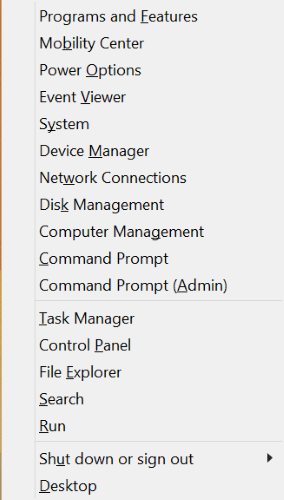 Programs and Features
Mobility Center
Power Options
Event Viewer
System
Device Manager
Network Connections
Disk Management
Computer Management
Command Prompt
Command Prompt (Admin)
Task Manager
Control Panel
File Explorer
Search
Run
Shut down or sign out
Desktop